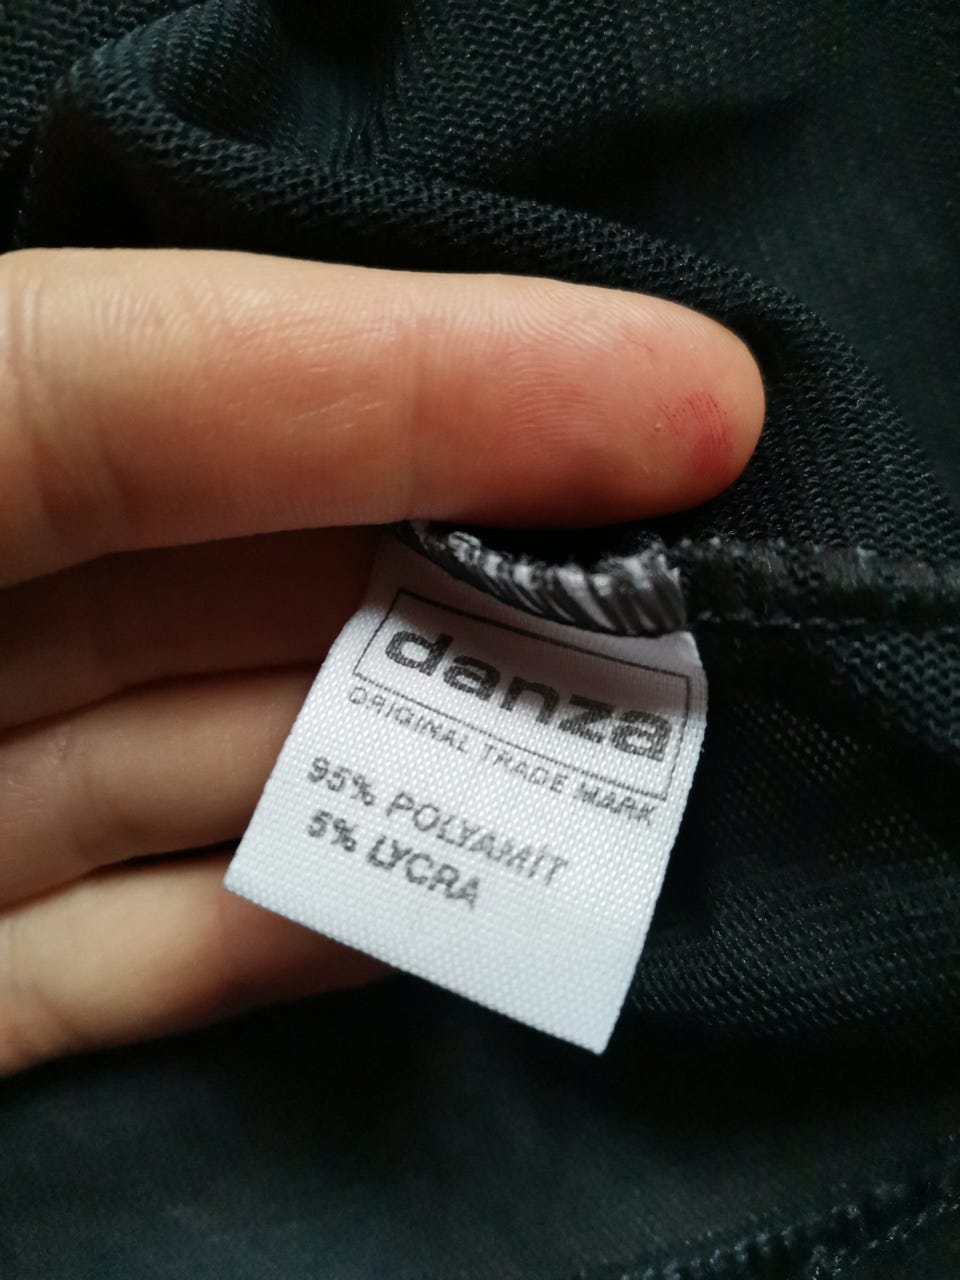 danza
ORIGINAL TRADE MARK
95% POLYAMIT
5% LYCRA